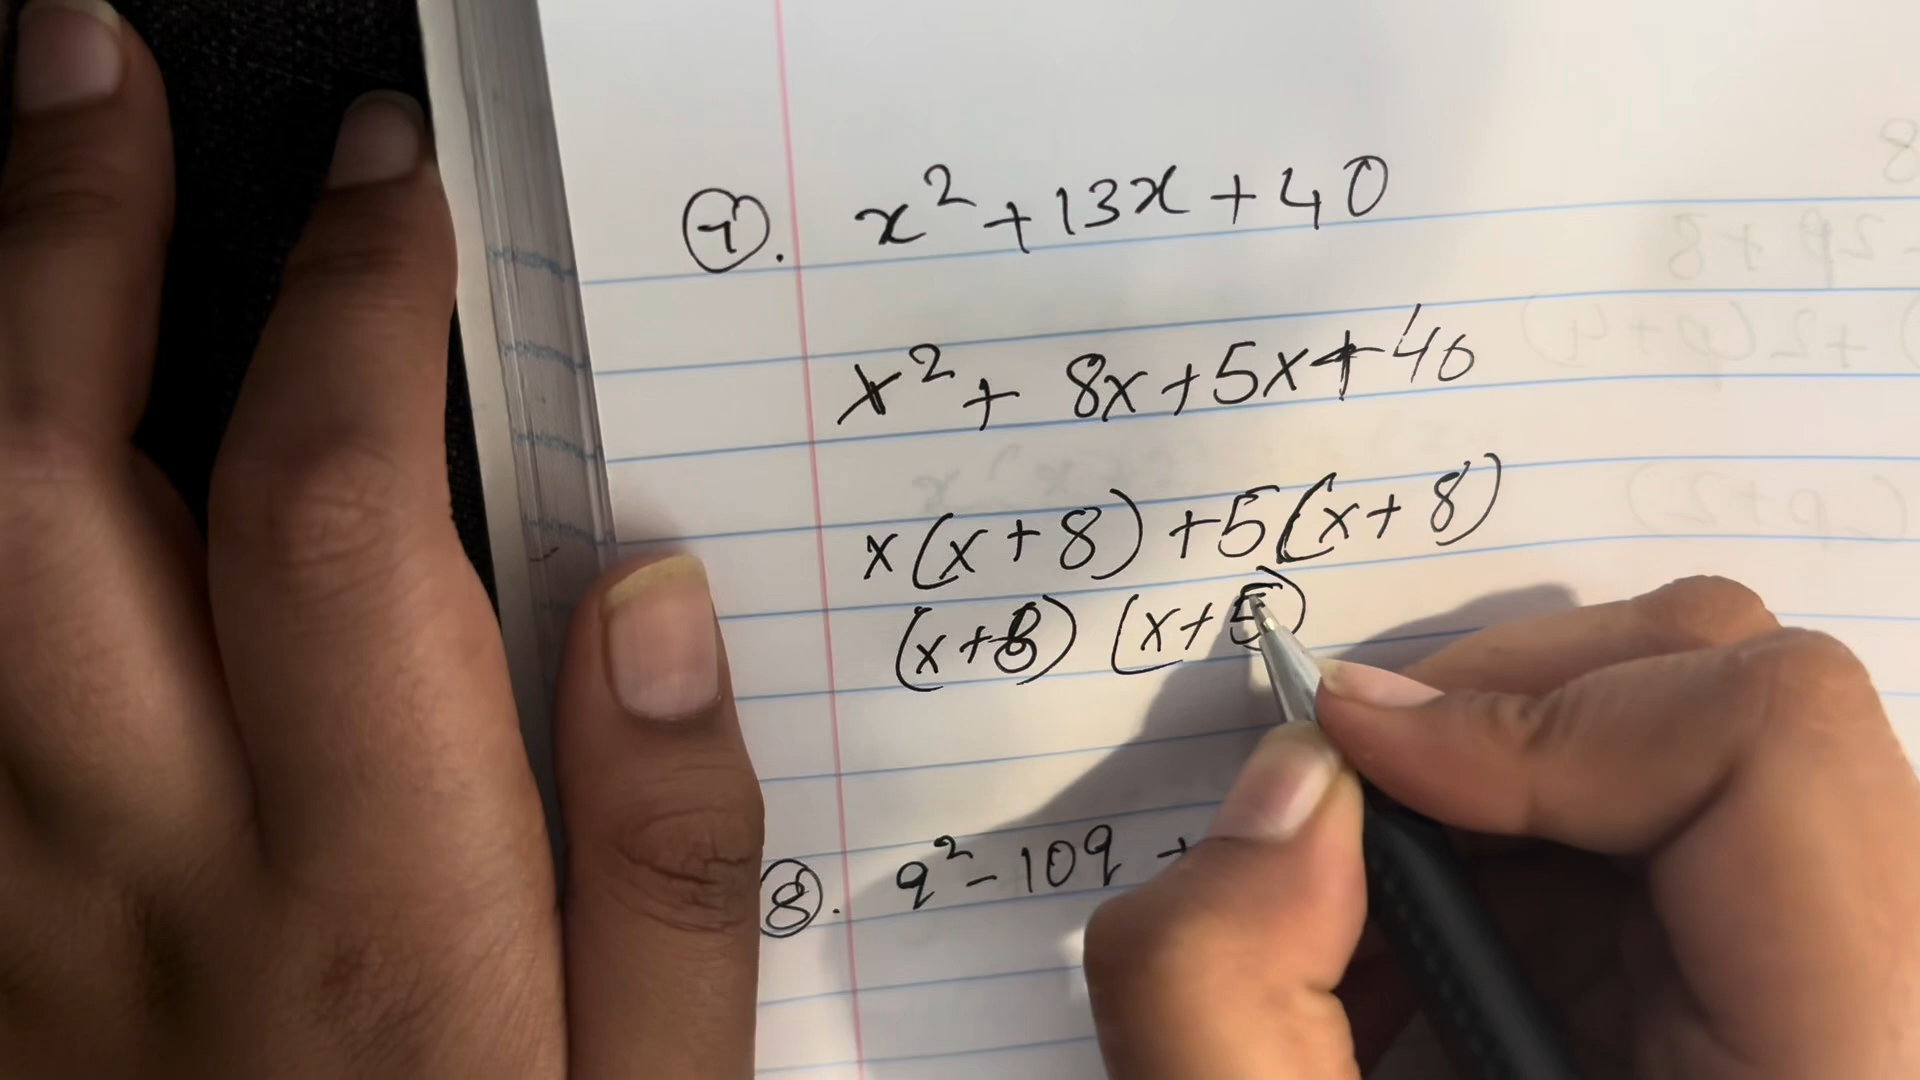 ⑦. x² + 13x + 40
x² + 8x + 5x + 40
x(x + 8) + 5(x + 8)
(x + 8) (x + 5)
⑧. q² - 10q +